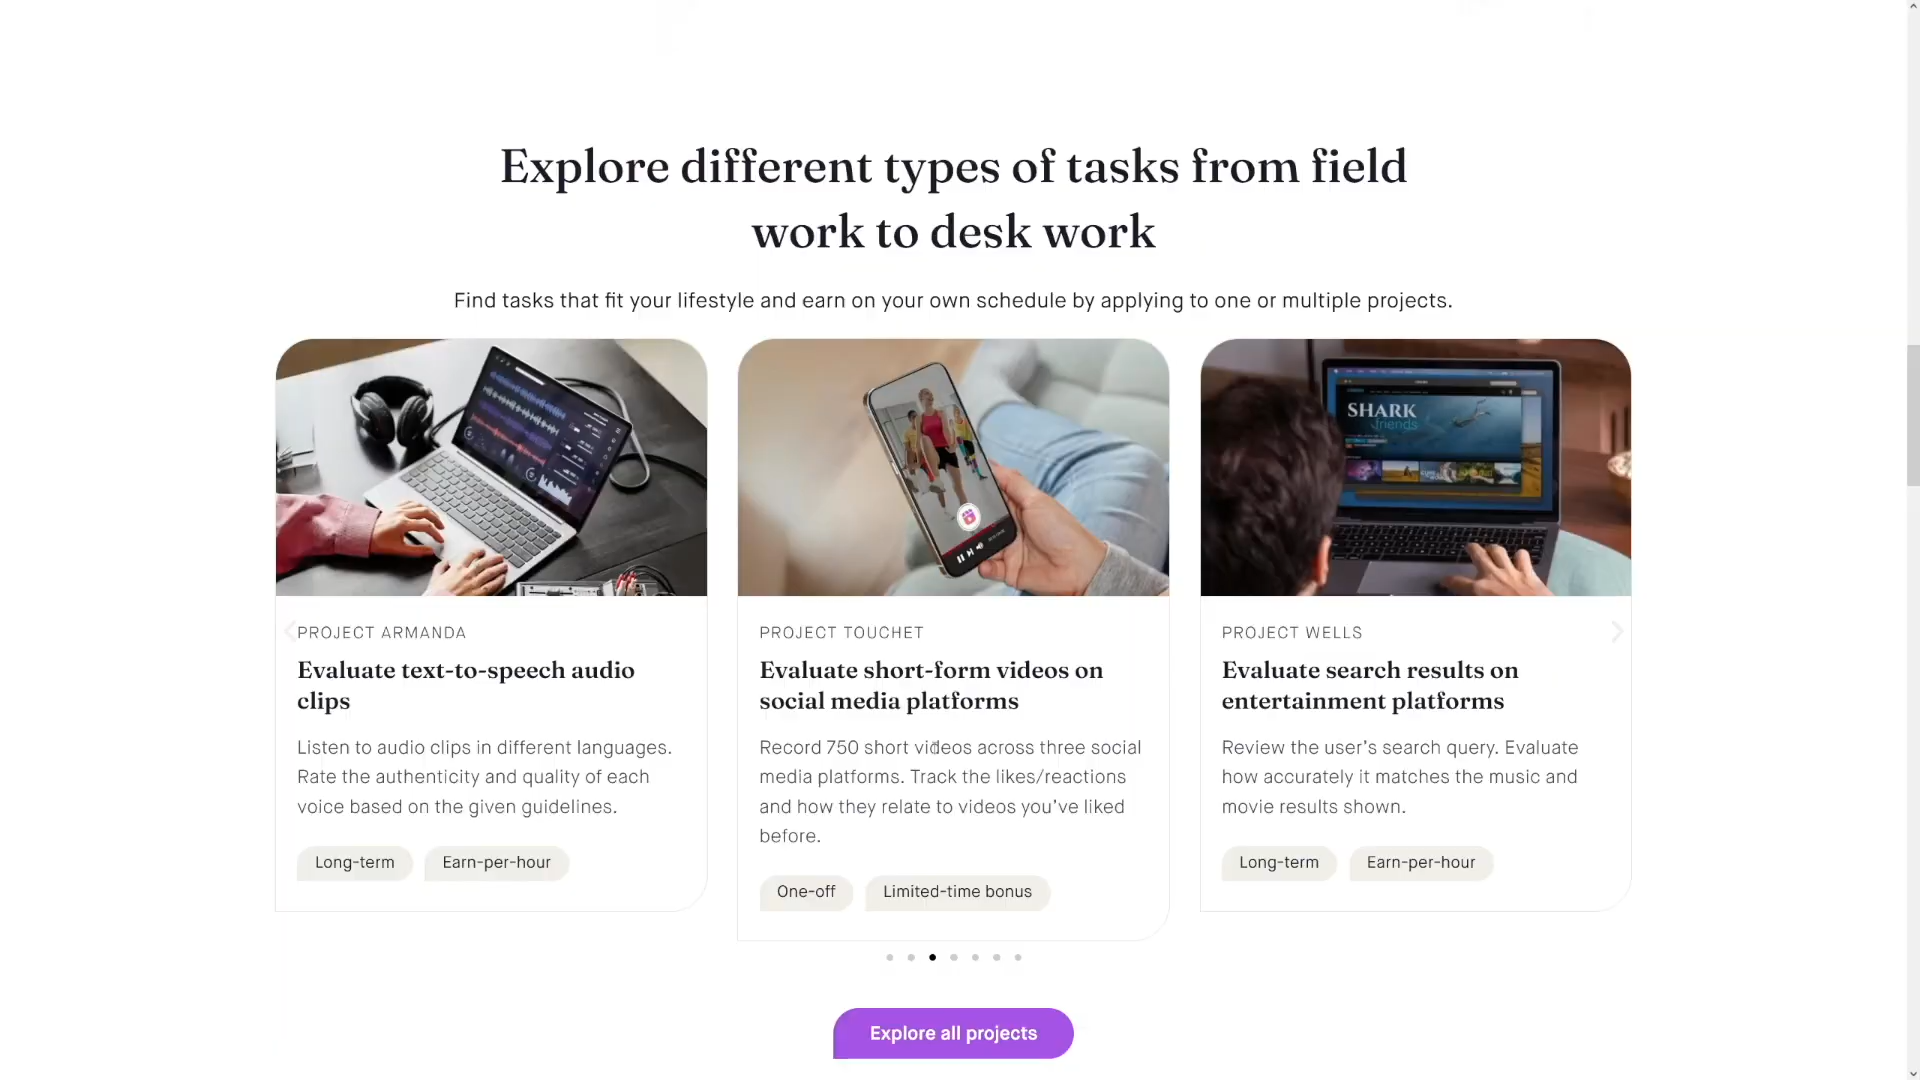 Explore different types of tasks from field
work to desk work
Find tasks that fit your lifestyle and earn on your own schedule by applying to one or multiple projects.
SHARK
friends
PROJECT ARMANDA
Evaluate text-to-speech audio
clips
Listen to audio clips in different languages.
Rate the authenticity and quality of each
voice based on the given guidelines.
Long-term
Earn-per-hour
PROJECT TOUCHET
Evaluate short-form videos on
social media platforms
Record 750 short videos across three social
media platforms. Track the likes/reactions
and how they relate to videos you’ve liked
before.
One-off
Limited-time bonus
PROJECT WELLS
Evaluate search results on
entertainment platforms
Review the user’s search query. Evaluate
how accurately it matches the music and
movie results shown.
Long-term
Earn-per-hour
Explore all projects